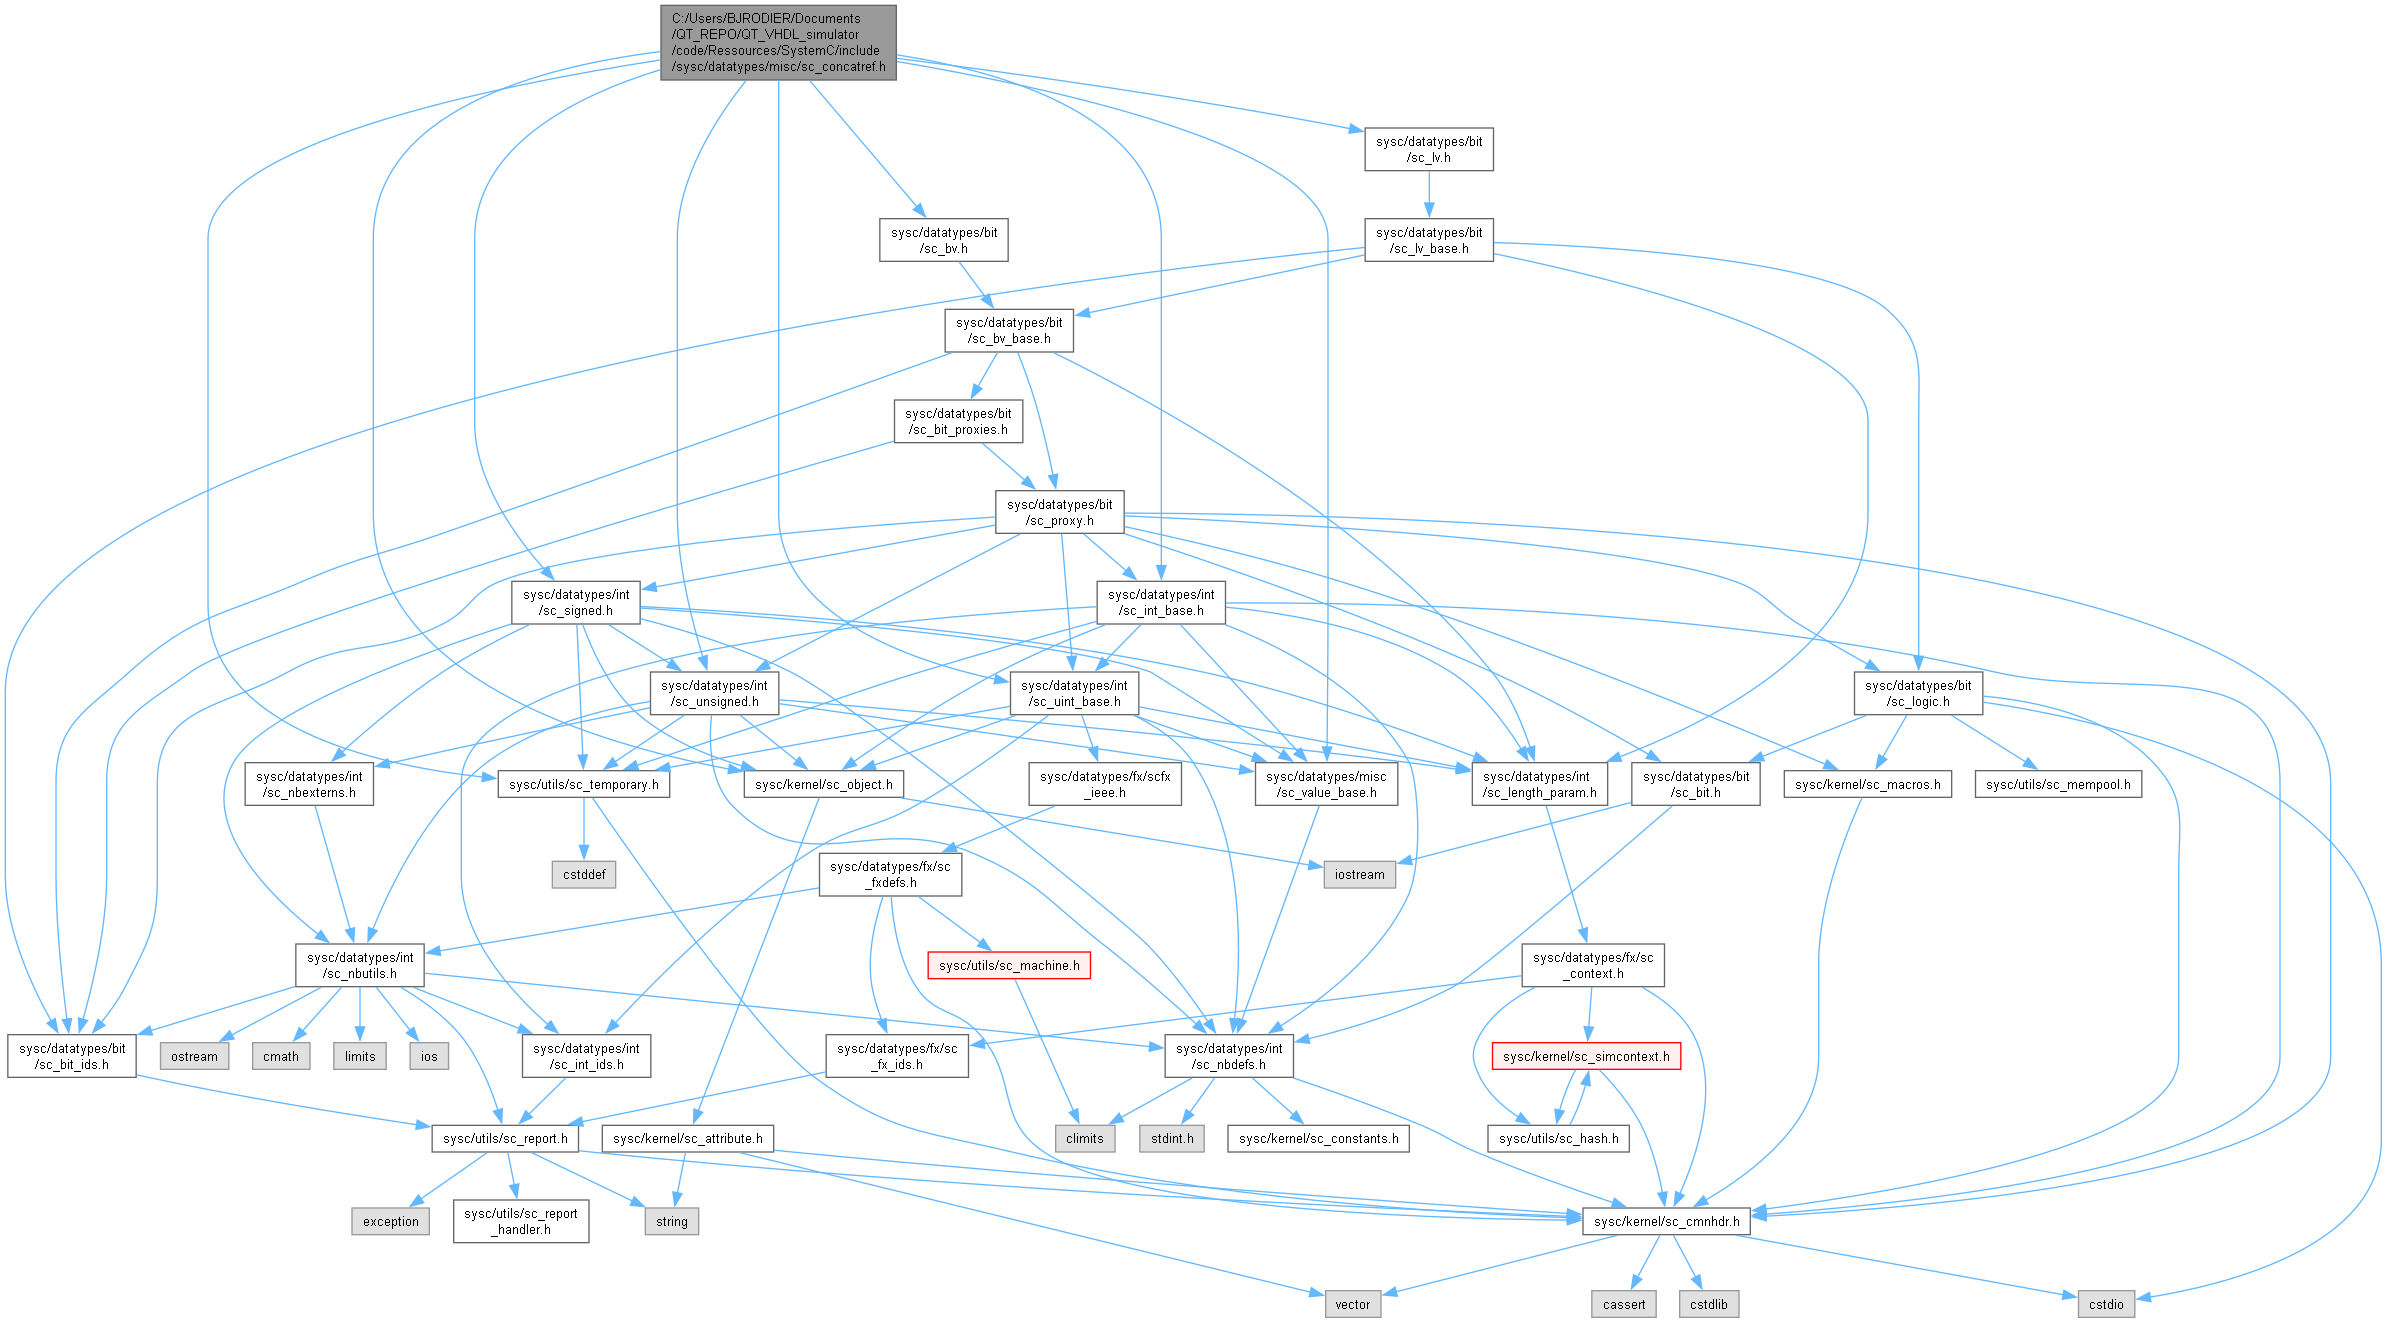 C:/Users/BJRODIER/Documents
/QT_REPO/QT_VHDL_simulator
/code/Ressources/SystemC/include
/sysc/datatypes/misc/sc_concatref.h
sysc/datatypes/bit
/sc_lv.h
sysc/datatypes/bit
/sc_bv.h
sysc/datatypes/bit
/sc_lv_base.h
sysc/datatypes/bit
/sc_bv_base.h
sysc/datatypes/bit
/sc_bit_proxies.h
sysc/datatypes/bit
/sc_proxy.h
sysc/datatypes/int
/sc_signed.h
sysc/datatypes/int
/sc_int_base.h
sysc/datatypes/int
/sc_unsigned.h
sysc/datatypes/int
/sc_uint_base.h
sysc/datatypes/bit
/sc_logic.h
sysc/datatypes/int
/sc_nbexterns.h
sysc/utils/sc_temporary.h
sysc/kernel/sc_object.h
sysc/datatypes/fx/scfx
_ieee.h
sysc/datatypes/misc
/sc_value_base.h
sysc/datatypes/int
/sc_length_param.h
sysc/datatypes/bit
/sc_bit.h
sysc/kernel/sc_macros.h
sysc/utils/sc_mempool.h
cstddef
sysc/datatypes/fx/sc
_fxdefs.h
iostream
sysc/datatypes/int
/sc_nbutils.h
sysc/utils/sc_machine.h
sysc/datatypes/fx/sc
_context.h
sysc/datatypes/bit
/sc_bit_ids.h
ostream
cmath
limits
ios
sysc/datatypes/int
/sc_int_ids.h
sysc/datatypes/fx/sc
_fx_ids.h
sysc/datatypes/int
/sc_nbdefs.h
sysc/kernel/sc_simcontext.h
sysc/utils/sc_report.h
sysc/kernel/sc_attribute.h
climits
stdint.h
sysc/kernel/sc_constants.h
sysc/utils/sc_hash.h
exception
sysc/utils/sc_report
_handler.h
string
sysc/kernel/sc_cmnhdr.h
vector
cassert
cstdlib
cstdio